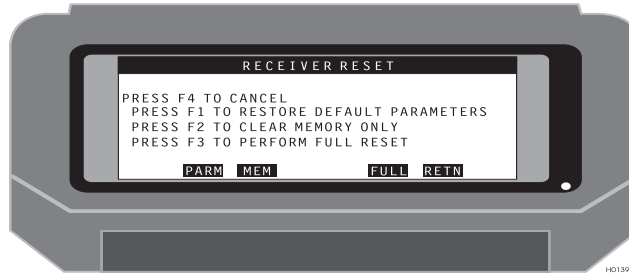 RECEIVER RESET
PRESS F4 TO CANCEL
PRESS F1 TO RESTORE DEFAULT PARAMETERS
PRESS F2 TO CLEAR MEMORY ONLY
PRESS F3 TO PERFORM FULL RESET
PARM MEM FULL RETN
H0139